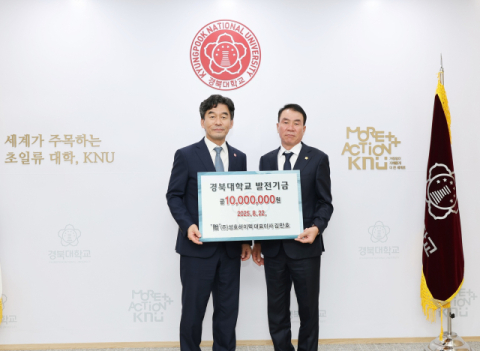 KYUNGPOOK NATIONAL UNIVERSITY
경북대학교
세계가 주목하는
초일류 대학, KNU
MORE
ACTION
KNU
경북대학교 발전기금
금10,000,000원
2025. 8. 22.
경북대학교
경북대학교
MORE
ACTION
KNU
MORE
ACTION
KNU